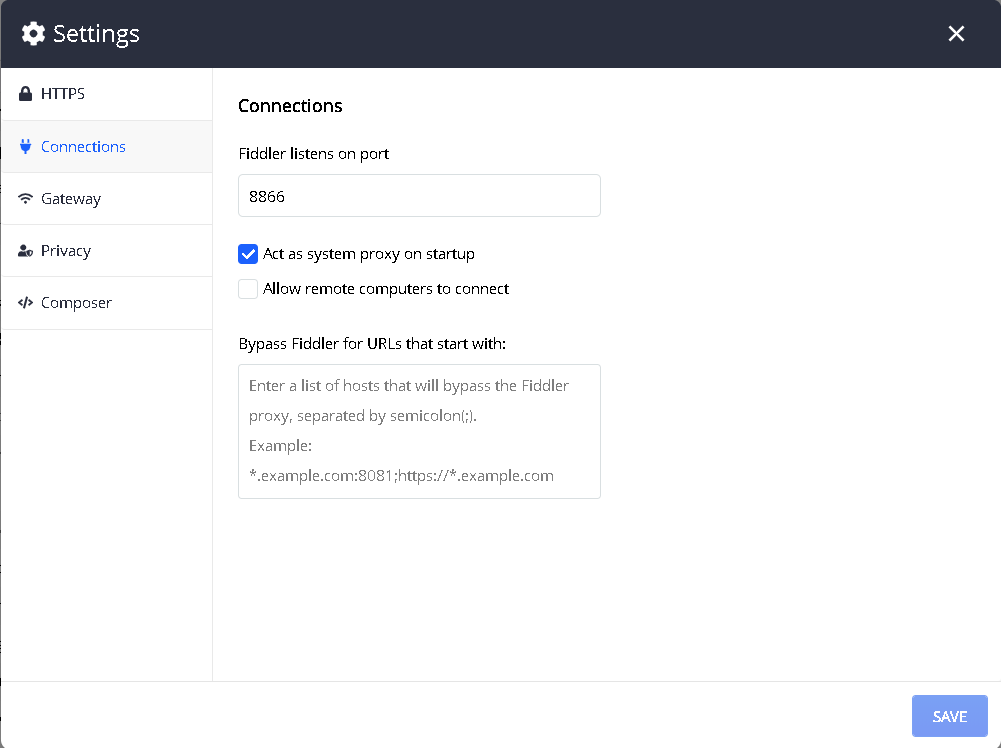 Settings
HTTPS
Connections
Gateway
Privacy
Composer
Connections
Fiddler listens on port
8866
Act as system proxy on startup
Allow remote computers to connect
Bypass Fiddler for URLs that start with:
Enter a list of hosts that will bypass the Fiddler
proxy, separated by semicolon(;).
Example:
*.example.com:8081;https://*.example.com
SAVE